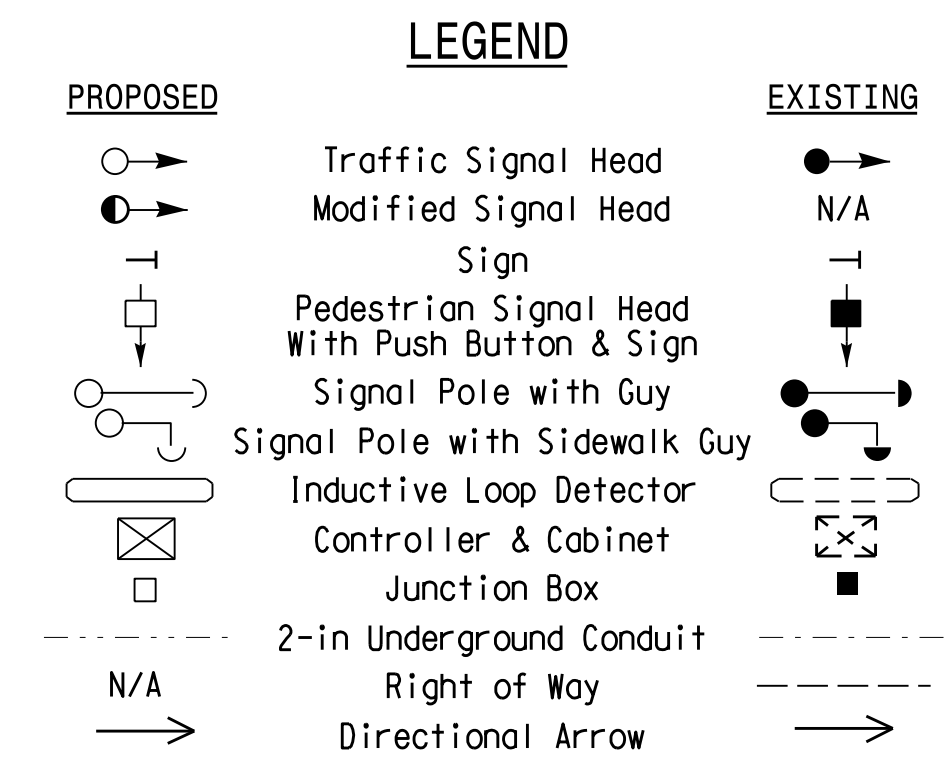 LEGEND
PROPOSED EXISTING
Traffic Signal Head
Modified Signal Head N/A
Sign
Pedestrian Signal Head
With Push Button & Sign
Signal Pole with Guy
Signal Pole with Sidewalk Guy
Inductive Loop Detector
Controller & Cabinet
Junction Box
2-in Underground Conduit
N/A Right of Way
Directional Arrow